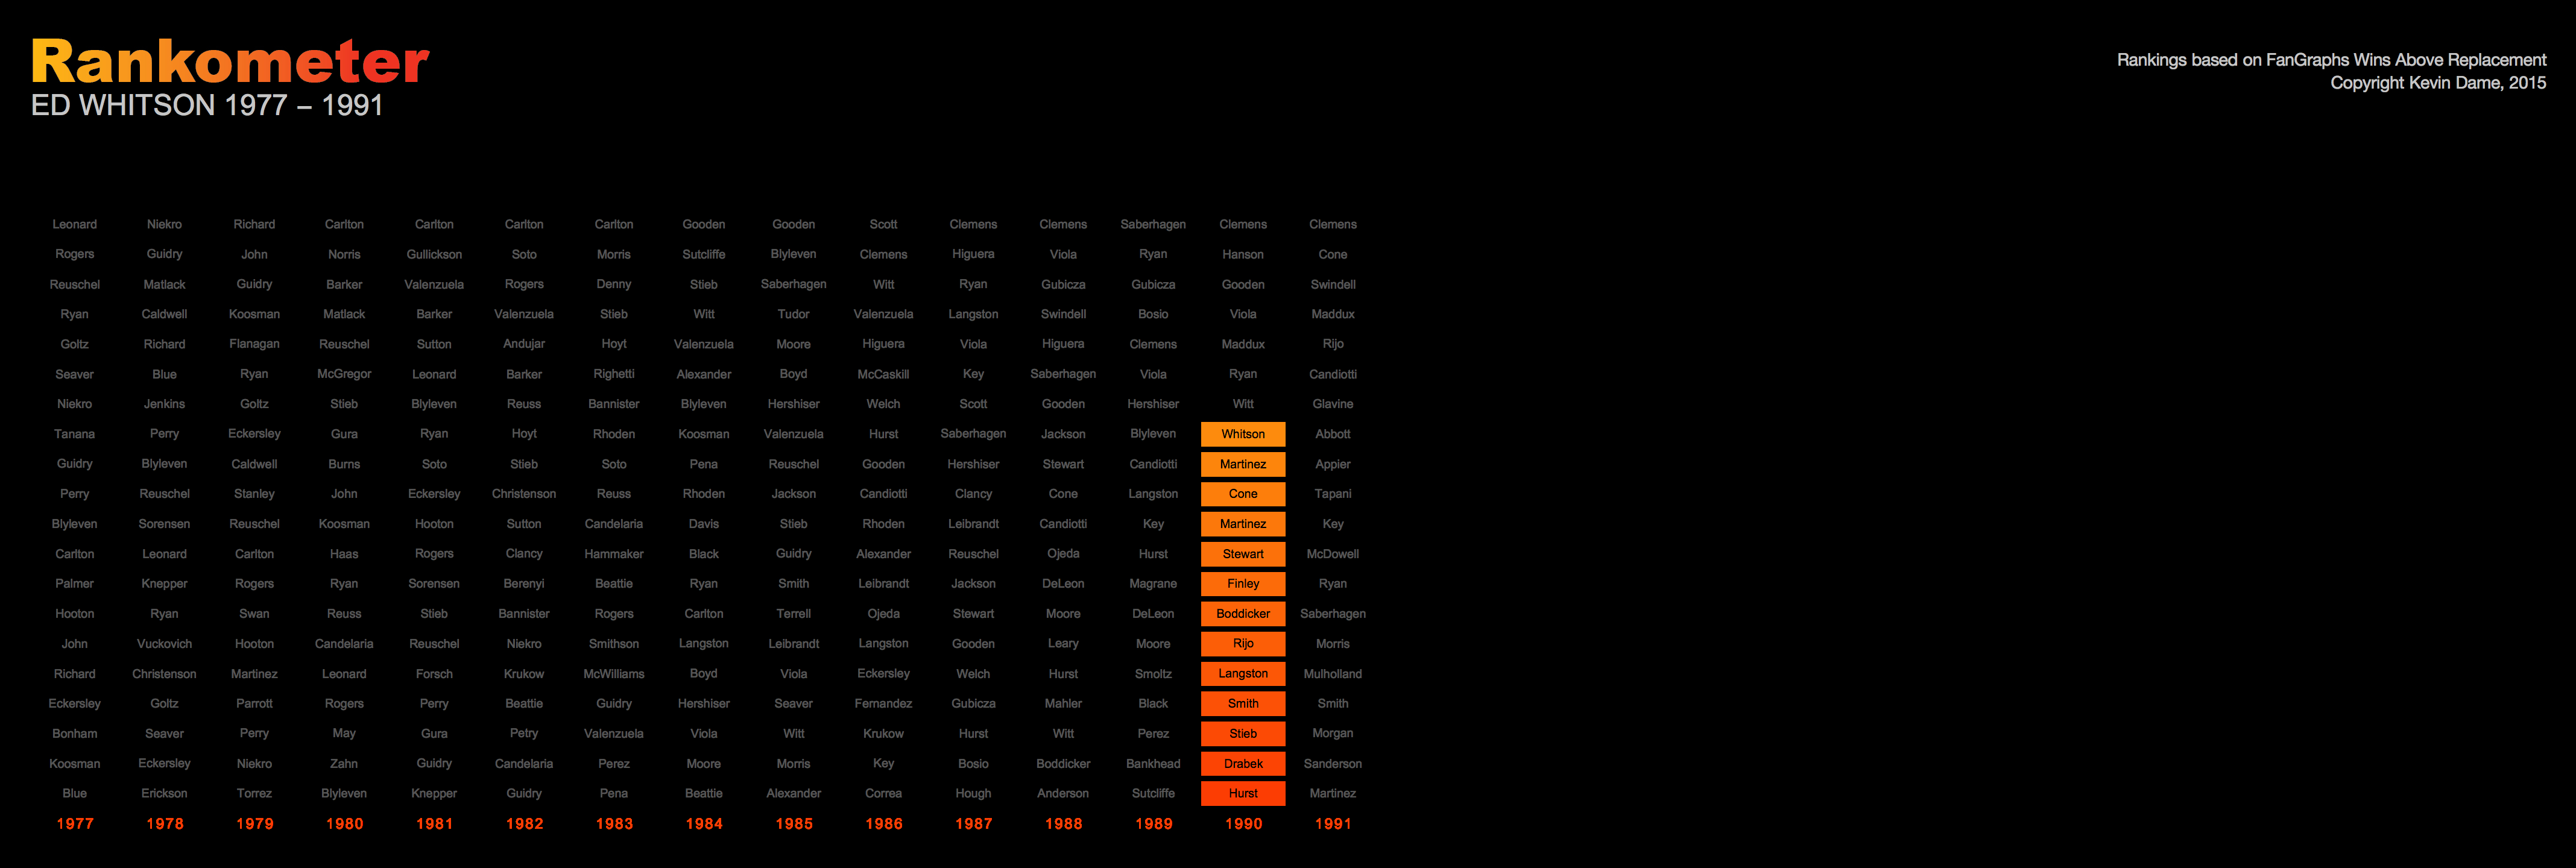 Rankometer
ED WHITSON 1977 – 1991
Rankings based on FanGraphs Wins Above Replacement
Copyright Kevin Dame, 2015
Leonard Niekro Richard Carlton Carlton Carlton Carlton Gooden Gooden Scott Clemens Clemens Saberhagen Clemens Clemens
Rogers Guidry John Norris Gullickson Soto Morris Sutcliffe Blyleven Clemens Higuera Viola Ryan Hanson Cone
Reuschel Matlack Guidry Barker Valenzuela Rogers Denny Stieb Saberhagen Witt Ryan Gubicza Gubicza Gooden Swindell
Ryan Caldwell Koosman Matlack Barker Valenzuela Stieb Witt Tudor Valenzuela Langston Swindell Bosio Viola Maddux
Goltz Richard Flanagan Reuschel Sutton Andujar Hoyt Valenzuela Moore Higuera Viola Higuera Clemens Maddux Rijo
Seaver Blue Ryan McGregor Leonard Barker Righetti Alexander Boyd McCaskill Key Saberhagen Viola Ryan Candiotti
Niekro Jenkins Goltz Stieb Blyleven Reuss Bannister Blyleven Hershiser Welch Scott Gooden Hershiser Witt Glavine
Tanana Perry Eckersley Gura Ryan Hoyt Rhoden Koosman Valenzuela Hurst Saberhagen Jackson Blyleven Whitson Abbott
Guidry Blyleven Caldwell Burns Soto Stieb Soto Pena Reuschel Gooden Hershiser Stewart Candiotti Martinez Appier
Perry Reuschel Stanley John Eckersley Christenson Reuss Rhoden Jackson Candiotti Clancy Cone Langston Cone Tapani
Blyleven Sorensen Reuschel Koosman Hooton Sutton Candelaria Davis Stieb Rhoden Leibrandt Candiotti Key Martinez Key
Carlton Leonard Carlton Haas Rogers Clancy Hammaker Black Guidry Alexander Reuschel Ojeda Hurst Stewart McDowell
Palmer Knepper Rogers Ryan Sorensen Berenyi Beattie Ryan Smith Leibrandt Jackson DeLeon Magrane Finley Ryan
Hooton Ryan Swan Reuss Stieb Bannister Rogers Carlton Terrell Ojeda Stewart Moore DeLeon Boddicker Saberhagen
John Vuckovich Hooton Candelaria Reuschel Niekro Smithson Langston Leibrandt Langston Gooden Leary Moore Rijo Morris
Richard Christenson Martinez Leonard Forsch Krukow McWilliams Boyd Viola Eckersley Welch Hurst Smoltz Langston Mulholland
Eckersley Goltz Parrott Rogers Perry Beattie Guidry Hershiser Seaver Fernandez Gubicza Mahler Black Smith Smith
Bonham Seaver Perry May Gura Petry Valenzuela Viola Witt Krukow Hurst Witt Perez Stieb Morgan
Koosman Eckersley Niekro Zahn Guidry Candelaria Perez Moore Morris Key Bosio Boddicker Bankhead Drabek Sanderson
Blue Erickson Torrez Blyleven Knepper Guidry Pena Beattie Alexander Correa Hough Anderson Sutcliffe Hurst Martinez
1977 1978 1979 1980 1981 1982 1983 1984 1985 1986 1987 1988 1989 1990 1991